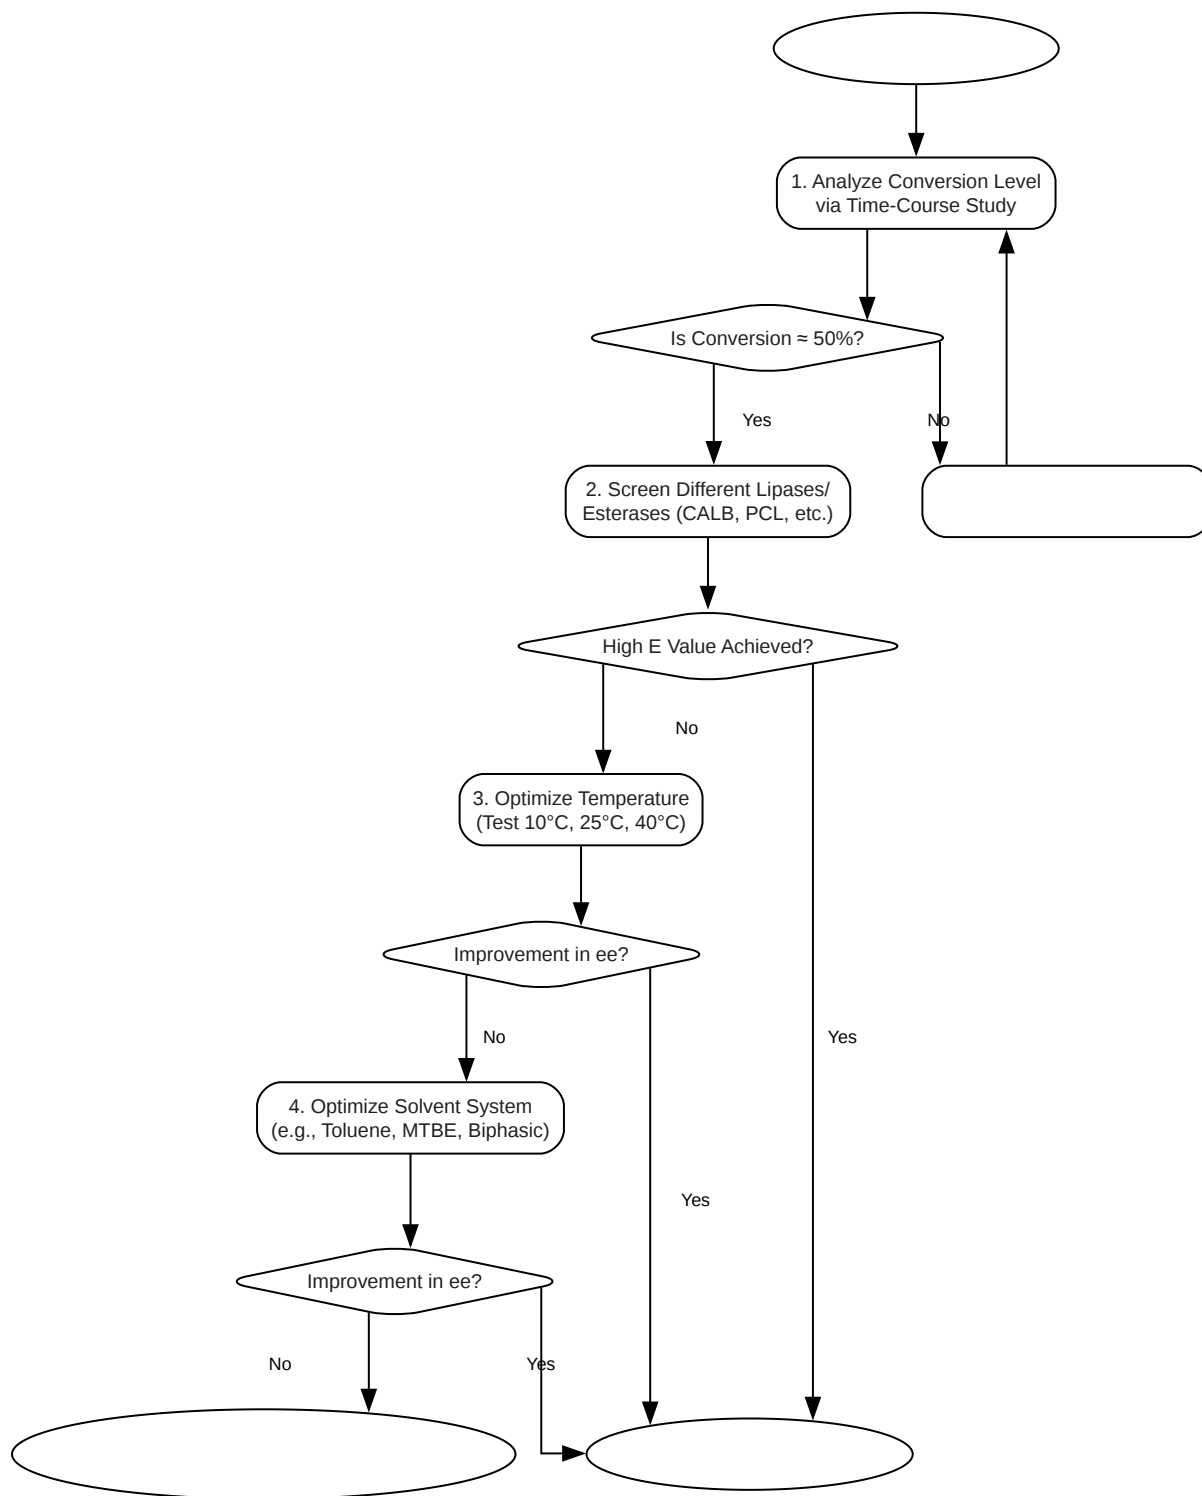 1. Analyze Conversion Level
via Time-Course Study
Is Conversion ≈ 50%?
Yes
No
2. Screen Different Lipases/
Esterases (CALB, PCL, etc.)
High E Value Achieved?
No
3. Optimize Temperature
(Test 10°C, 25°C, 40°C)
Improvement in ee?
No
Yes
4. Optimize Solvent System
(e.g., Toluene, MTBE, Biphasic)
Yes
Improvement in ee?
No
Yes